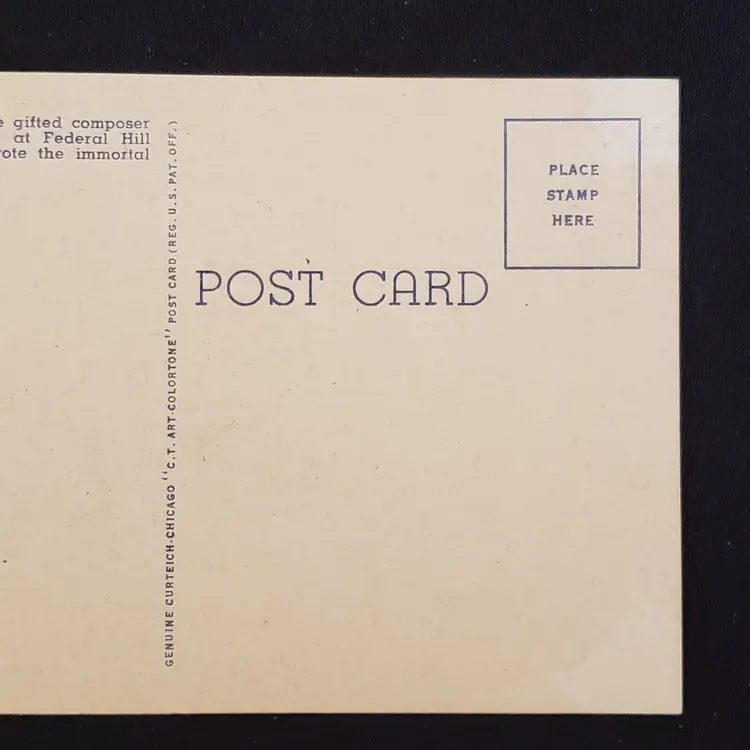 gifted composer
at Federal Hill
the immortal
GENUINE CURTEICH-CHICAGO "C.T. ART-COLORTONE" POST CARD (REG. U.S. PAT. OFF.)
POST CARD
PLACE
STAMP
HERE